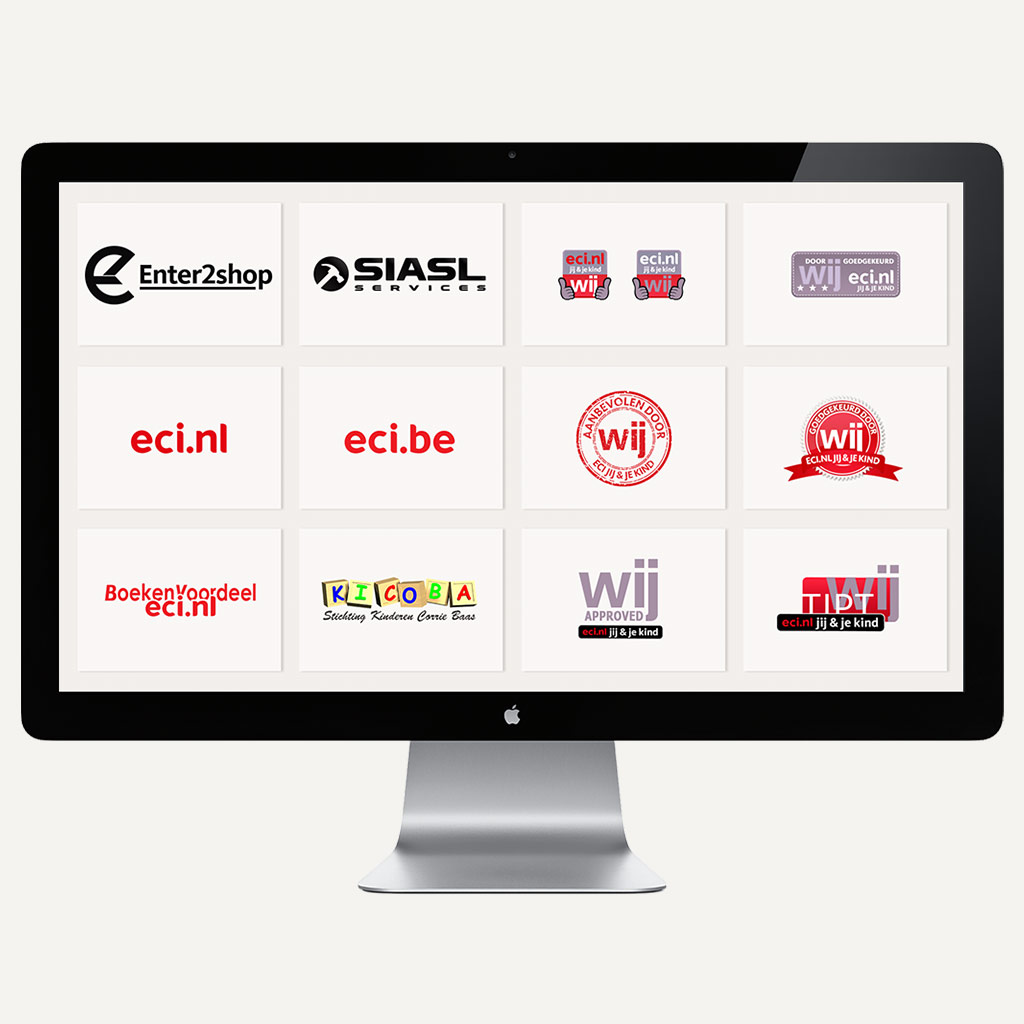 Enter2shop
SIASL
SERVICES
eci.nl
jij & je kind
wij
eci.nl
jij & je kind
wij
DOOR wij GOEDGEKEURD
eci.nl
JIJ & JE KIND
eci.nl
eci.be
AANBEVOLEN DOOR
wij
ECI JIJ & JE KIND
GOEDGEKEURD DOOR
wij
ECI.NL JIJ & JE KIND
BoekenVoordeel
eci.nl
KICOBA
Stichting Kinderen Corrie Baas
wij
APPROVED
eci.nl jij & je kind
wij
TIPT
eci.nl jij & je kind